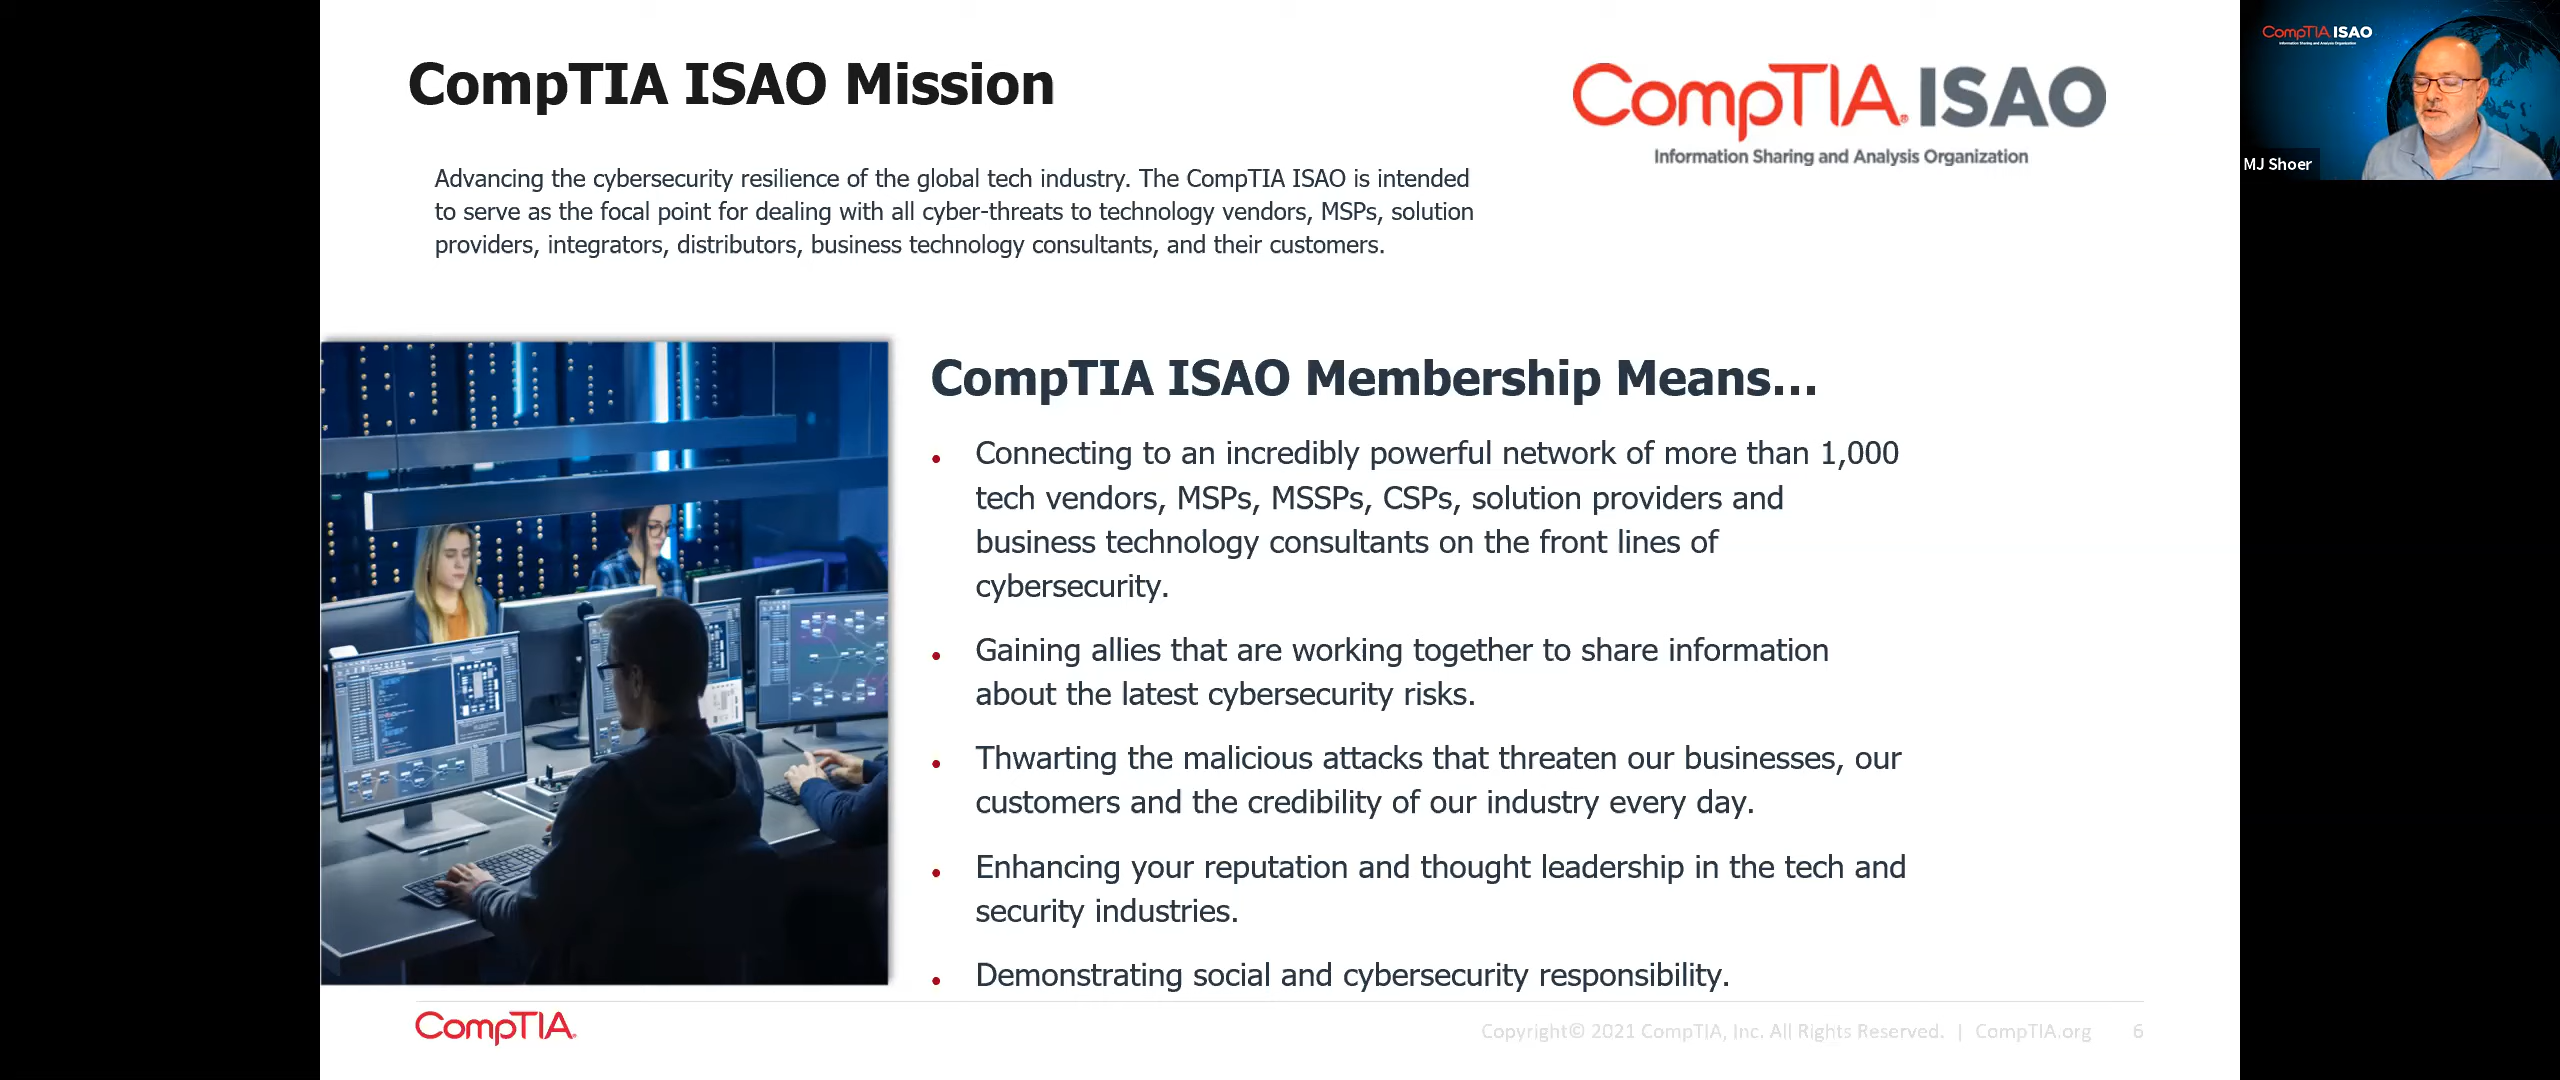 CompTIA ISAO Mission
CompTIA. ISAO
Information Sharing and Analysis Organization
Advancing the cybersecurity resilience of the global tech industry. The CompTIA ISAO is intended
to serve as the focal point for dealing with all cyber-threats to technology vendors, MSPs, solution
providers, integrators, distributors, business technology consultants, and their customers.
CompTIA ISAO Membership Means...
• Connecting to an incredibly powerful network of more than 1,000
tech vendors, MSPs, MSSPs, CSPs, solution providers and
business technology consultants on the front lines of
cybersecurity.
• Gaining allies that are working together to share information
about the latest cybersecurity risks.
• Thwarting the malicious attacks that threaten our businesses, our
customers and the credibility of our industry every day.
• Enhancing your reputation and thought leadership in the tech and
security industries.
• Demonstrating social and cybersecurity responsibility.
CompTIA.
Copyright© 2021 CompTIA, Inc. All Rights Reserved. | CompTIA.org 6
CompTIA. ISAO
Information Sharing and Analysis Organization
MJ Shoer